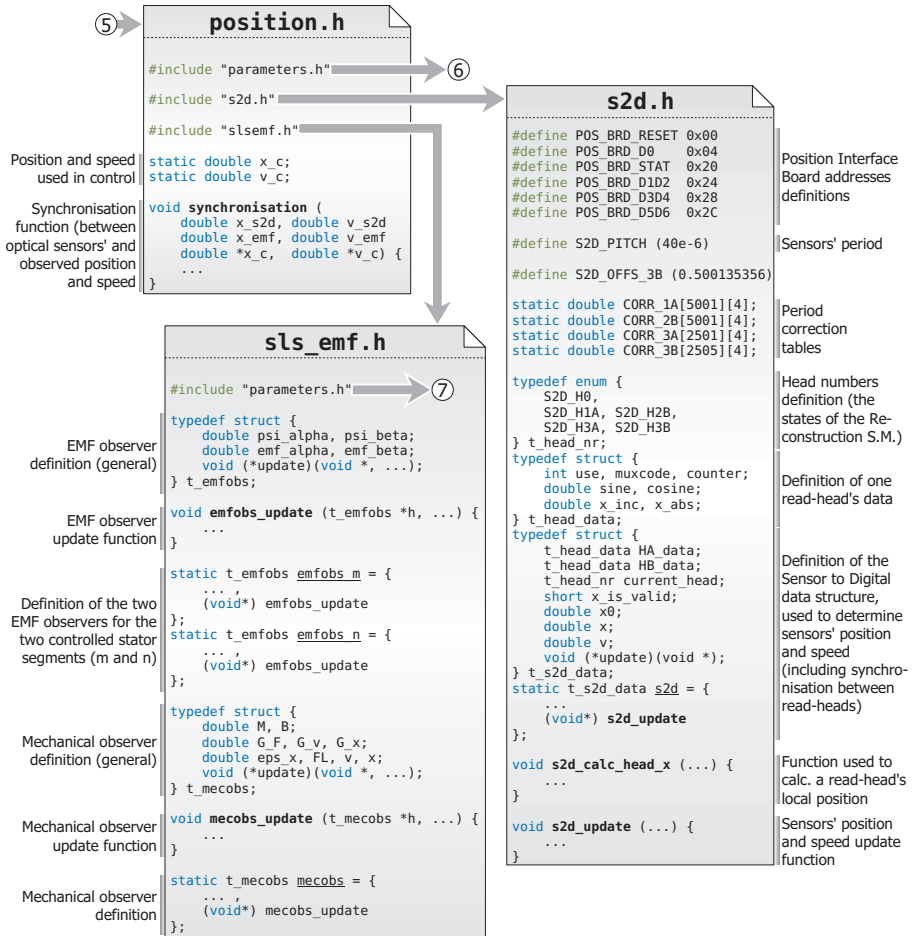 ⑤
position.h
#include "parameters.h"
⑥
#include "s2d.h"
#include "slsemf.h"
Position and speed
used in control
static double x_c;
static double v_c;
Synchronisation
function (between
optical sensors' and
observed position
and speed
void synchronisation (
double x_s2d, double v_s2d
double x_emf, double v_emf
double *x_c,  double *v_c) {
...
}
sls_emf.h
#include "parameters.h"
⑦
EMF observer
definition (general)
typedef struct {
double psi_alpha, psi_beta;
double emf_alpha, emf_beta;
void (*update)(void *, ...);
} t_emfobs;
EMF observer
update function
void emfobs_update (t_emfobs *h, ...) {
...
}
Definition of the two
EMF observers for the
two controlled stator
segments (m and n)
static t_emfobs emfobs_m = {
... ,
(void*) emfobs_update
};
static t_emfobs emfobs_n = {
... ,
(void*) emfobs_update
};
Mechanical observer
definition (general)
typedef struct {
double M, B;
double G_F, G_v, G_x;
double eps_x, FL, v, x;
void (*update)(void *, ...);
} t_mecobs;
Mechanical observer
update function
void mecobs_update (t_mecobs *h, ...) {
...
}
Mechanical observer
definition
static t_mecobs mecobs = {
... ,
(void*) mecobs_update
};
s2d.h
#define POS_BRD_RESET 0x00
#define POS_BRD_D0    0x04
#define POS_BRD_STAT  0x20
#define POS_BRD_D1D2  0x24
#define POS_BRD_D3D4  0x28
#define POS_BRD_D5D6  0x2C
Position Interface
Board addresses
definitions
#define S2D_PITCH (40e-6)
Sensors' period
#define S2D_OFFS_3B (0.500135356)
static double CORR_1A[5001][4];
static double CORR_2B[5001][4];
static double CORR_3A[2501][4];
static double CORR_3B[2505][4];
Period
correction
tables
typedef enum {
S2D_H0,
S2D_H1A, S2D_H2B,
S2D_H3A, S2D_H3B
} t_head_nr;
Head numbers
definition (the
states of the Re-
construction S.M.)
typedef struct {
int use, muxcode, counter;
double sine, cosine;
double x_inc, x_abs;
} t_head_data;
Definition of one
read-head's data
typedef struct {
t_head_data HA_data;
t_head_data HB_data;
t_head_nr current_head;
short x_is_valid;
double x0;
double x;
double v;
void (*update)(void *);
} t_s2d_data;
static t_s2d_data s2d = {
...
(void*) s2d_update
};
Definition of the
Sensor to Digital
data structure,
used to determine
sensors' position
and speed
(including synchro-
nisation between
read-heads)
void s2d_calc_head_x (...) {
...
}
Function used to
calc. a read-head's
local position
void s2d_update (...) {
...
}
Sensors' position
and speed update
function